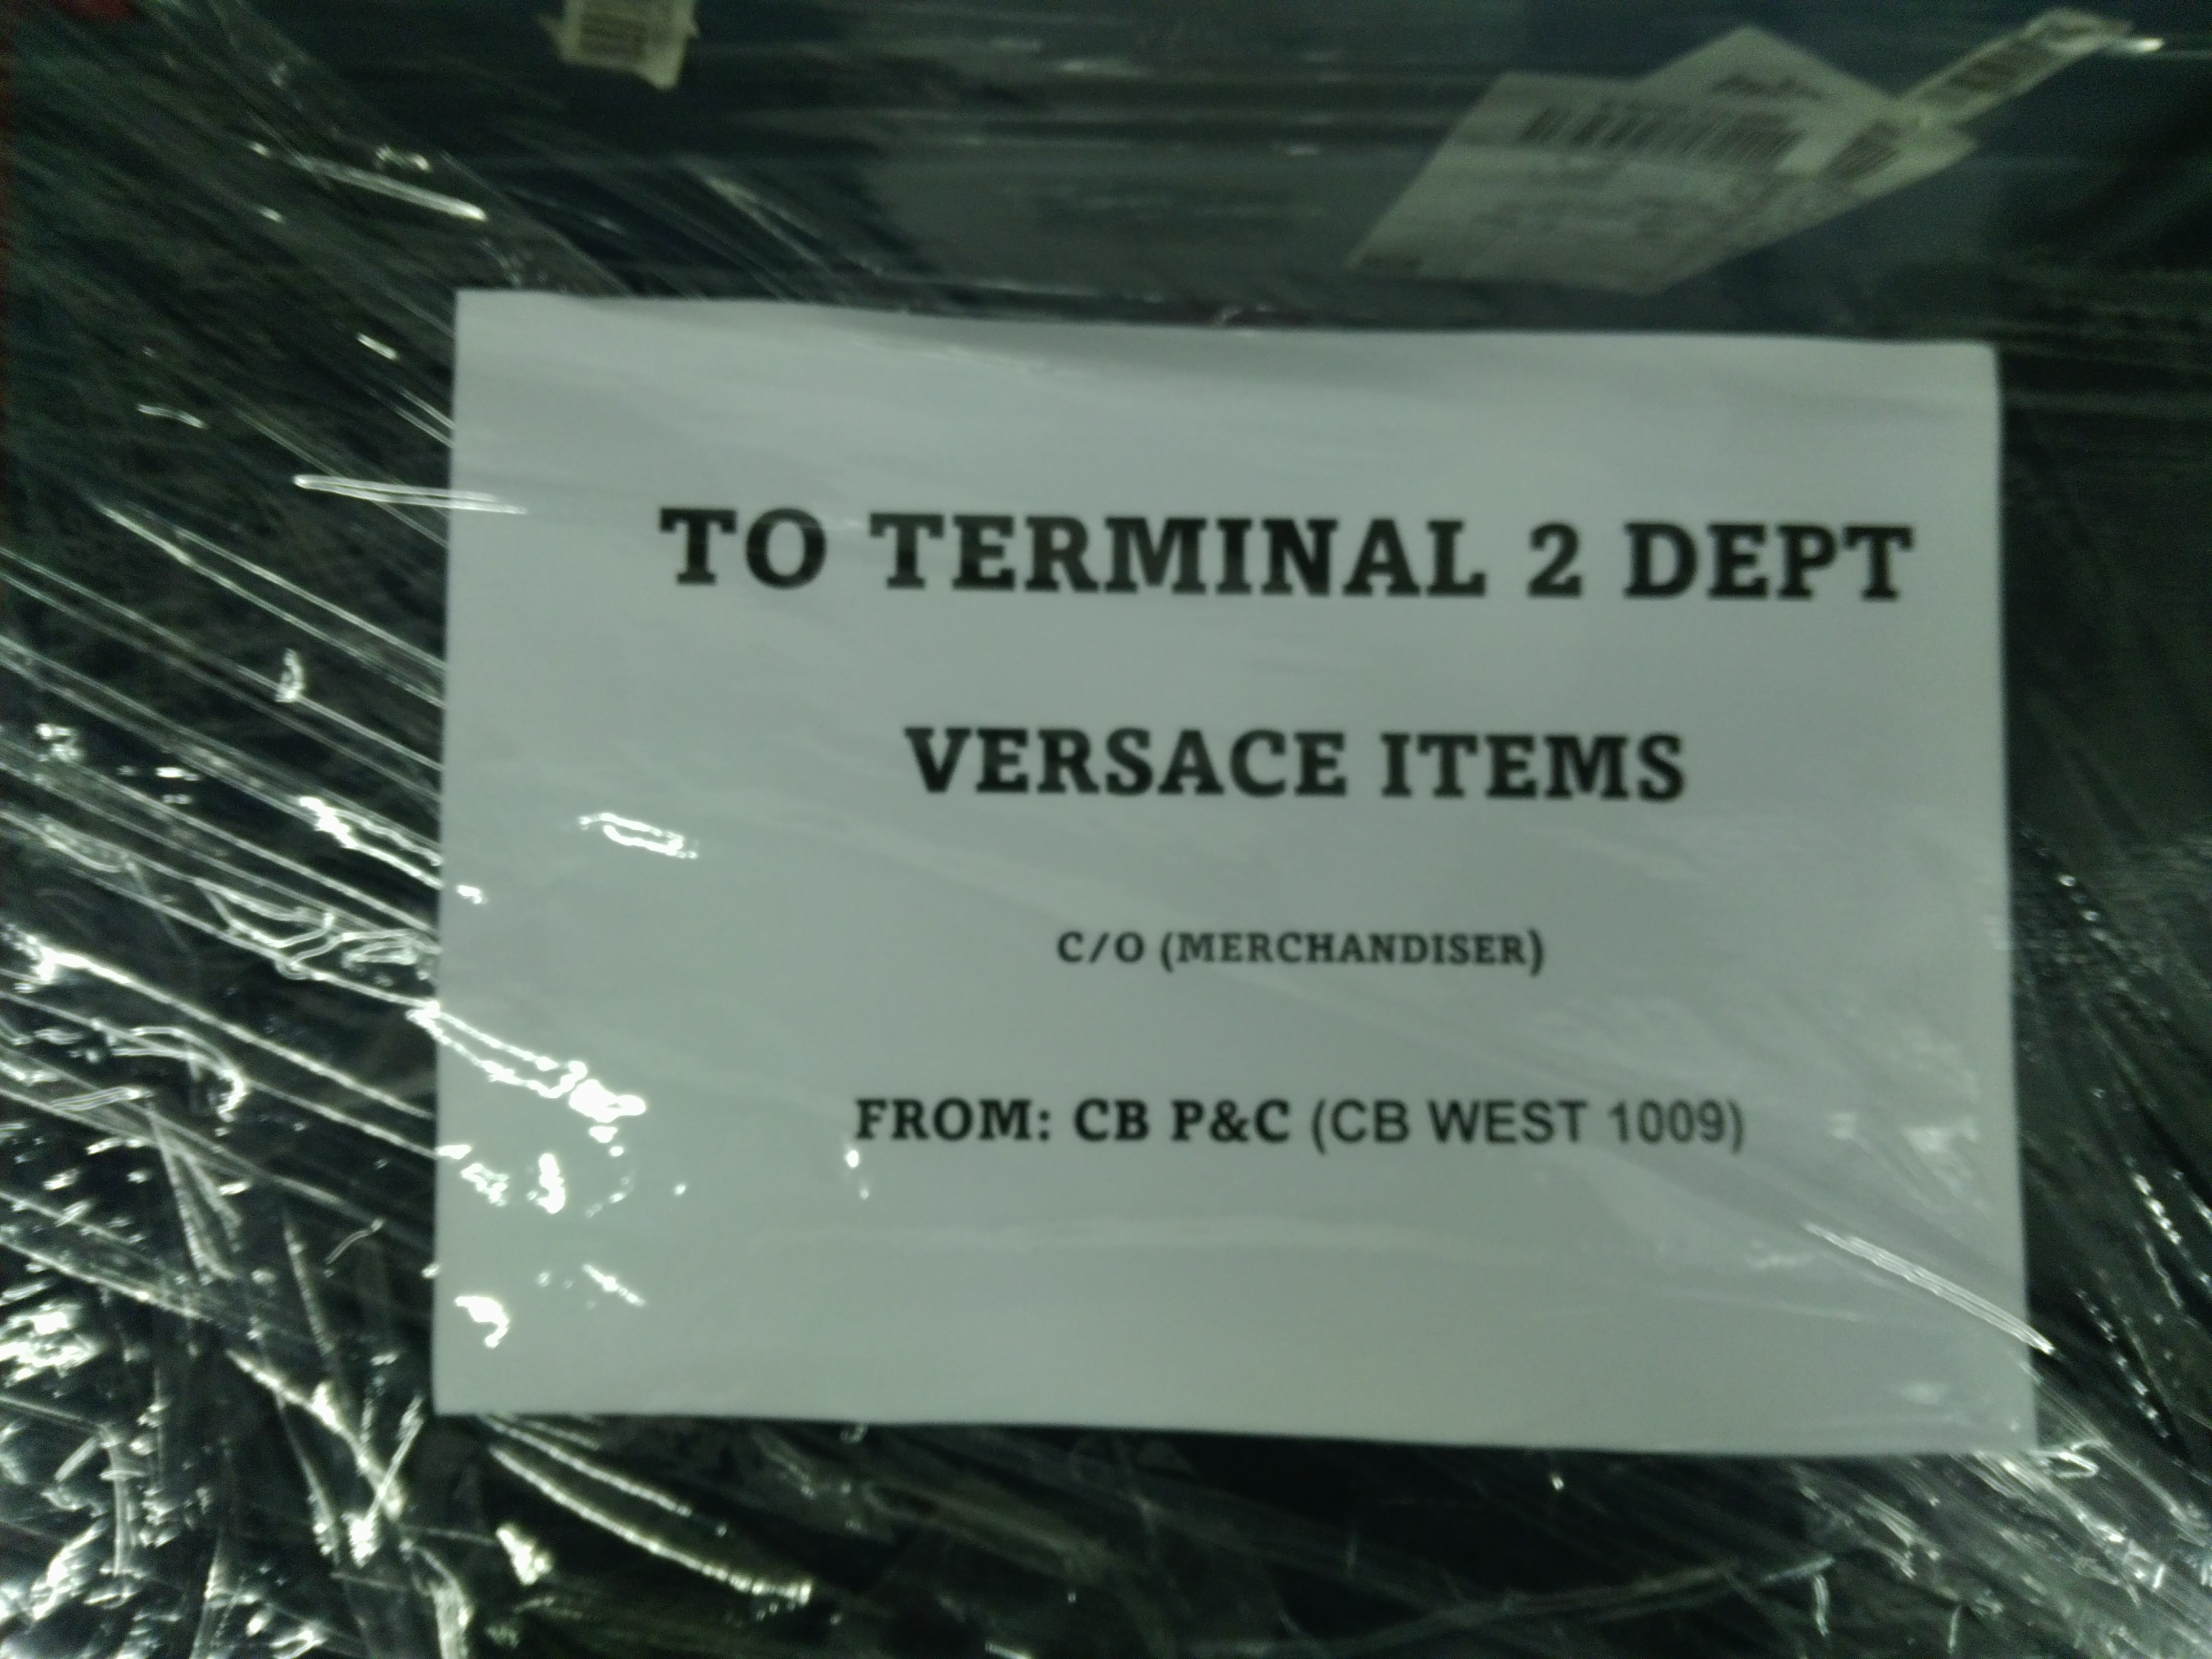 TO TERMINAL 2 DEPT
VERSACE ITEMS
C/O (MERCHANDISER)
FROM: CB P&C (CB WEST 1009)